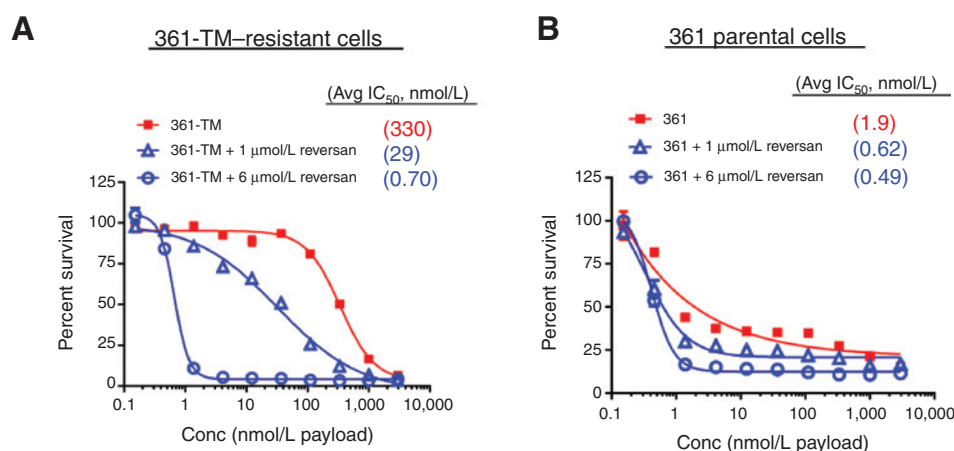 A
361-TM–resistant cells
(Avg IC50, nmol/L)
361-TM
(330)
361-TM + 1 μmol/L reversan
(29)
361-TM + 6 μmol/L reversan
(0.70)
125
100
75
50
25
0
Percent survival
0.1
1
10
100
1,000
10,000
Conc (nmol/L payload)
B
361 parental cells
(Avg IC50, nmol/L)
361
(1.9)
361 + 1 μmol/L reversan
(0.62)
361 + 6 μmol/L reversan
(0.49)
125
100
75
50
25
0
Percent survival
0.1
1
10
100
1,000
10,000
Conc (nmol/L payload)